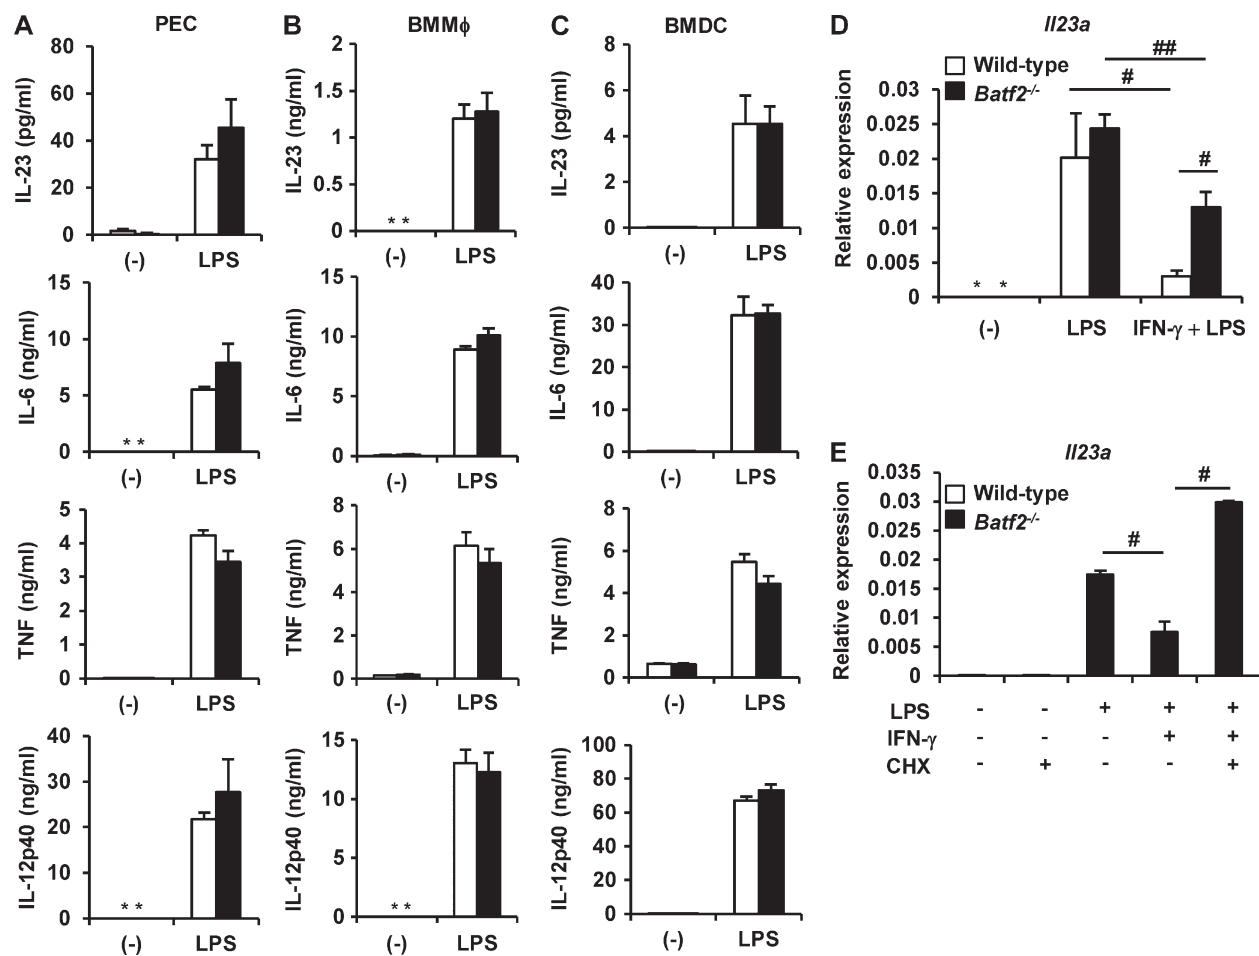 A PEC
IL-23 (pg/ml)
80
60
40
20
0
(-) LPS
IL-6 (ng/ml)
15
10
5
0
* *
(-) LPS
TNF (ng/ml)
5
4
3
2
1
0
(-) LPS
IL-12p40 (ng/ml)
40
30
20
10
0
* *
(-) LPS
B BMMϕ
IL-23 (ng/ml)
2
1.5
1
0.5
0
* *
(-) LPS
IL-6 (ng/ml)
15
10
5
0
(-) LPS
TNF (ng/ml)
8
6
4
2
0
(-) LPS
IL-12p40 (ng/ml)
15
10
5
0
* *
(-) LPS
C BMDC
IL-23 (pg/ml)
8
6
4
2
0
(-) LPS
IL-6 (ng/ml)
40
30
20
10
0
(-) LPS
TNF (ng/ml)
8
6
4
2
0
(-) LPS
IL-12p40 (ng/ml)
100
80
60
40
20
0
(-) LPS
D Il23a
Wild-type
Batf2-/-
##
#
#
Relative expression
0.03
0.025
0.02
0.015
0.01
0.005
0
* *
(-) LPS IFN-γ + LPS
E Il23a
Wild-type
Batf2-/-
#
#
Relative expression
0.035
0.03
0.025
0.02
0.015
0.01
0.005
0
LPS - - + + +
IFN-γ - - - + +
CHX - + - - +